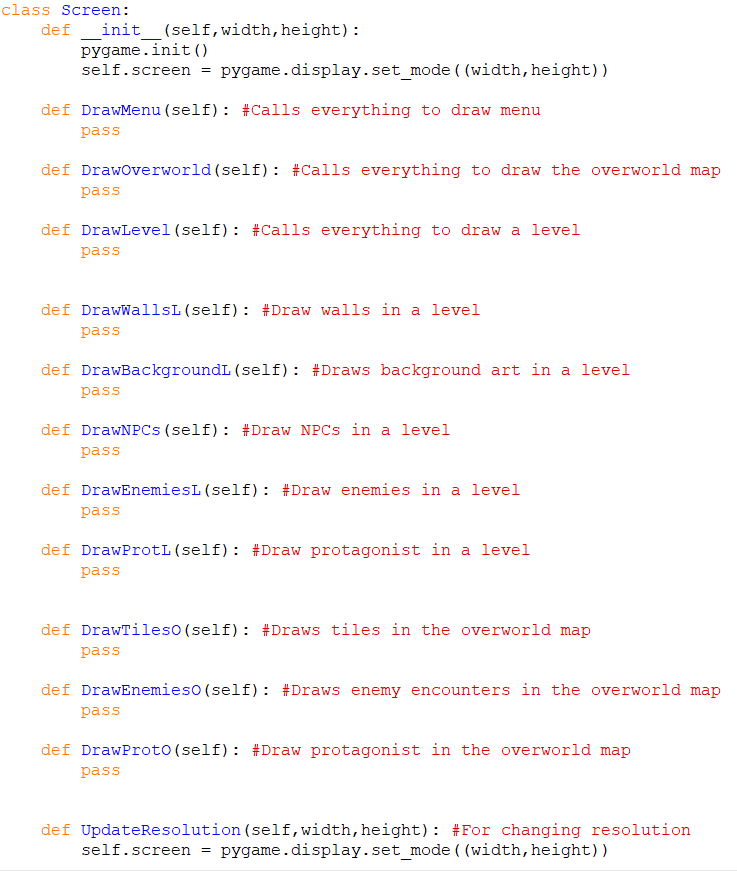 class Screen:
    def __init__(self,width,height):
        pygame.init()
        self.screen = pygame.display.set_mode((width,height))

    def DrawMenu(self): #Calls everything to draw menu
        pass

    def DrawOverworld(self): #Calls everything to draw the overworld map
        pass

    def DrawLevel(self): #Calls everything to draw a level
        pass


    def DrawWallsL(self): #Draw walls in a level
        pass

    def DrawBackgroundL(self): #Draws background art in a level
        pass

    def DrawNPCs(self): #Draw NPCs in a level
        pass

    def DrawEnemiesL(self): #Draw enemies in a level
        pass

    def DrawProtL(self): #Draw protagonist in a level
        pass


    def DrawTilesO(self): #Draws tiles in the overworld map
        pass

    def DrawEnemiesO(self): #Draws enemy encounters in the overworld map
        pass

    def DrawProtO(self): #Draw protagonist in the overworld map
        pass


    def UpdateResolution(self,width,height): #For changing resolution
        self.screen = pygame.display.set_mode((width,height))